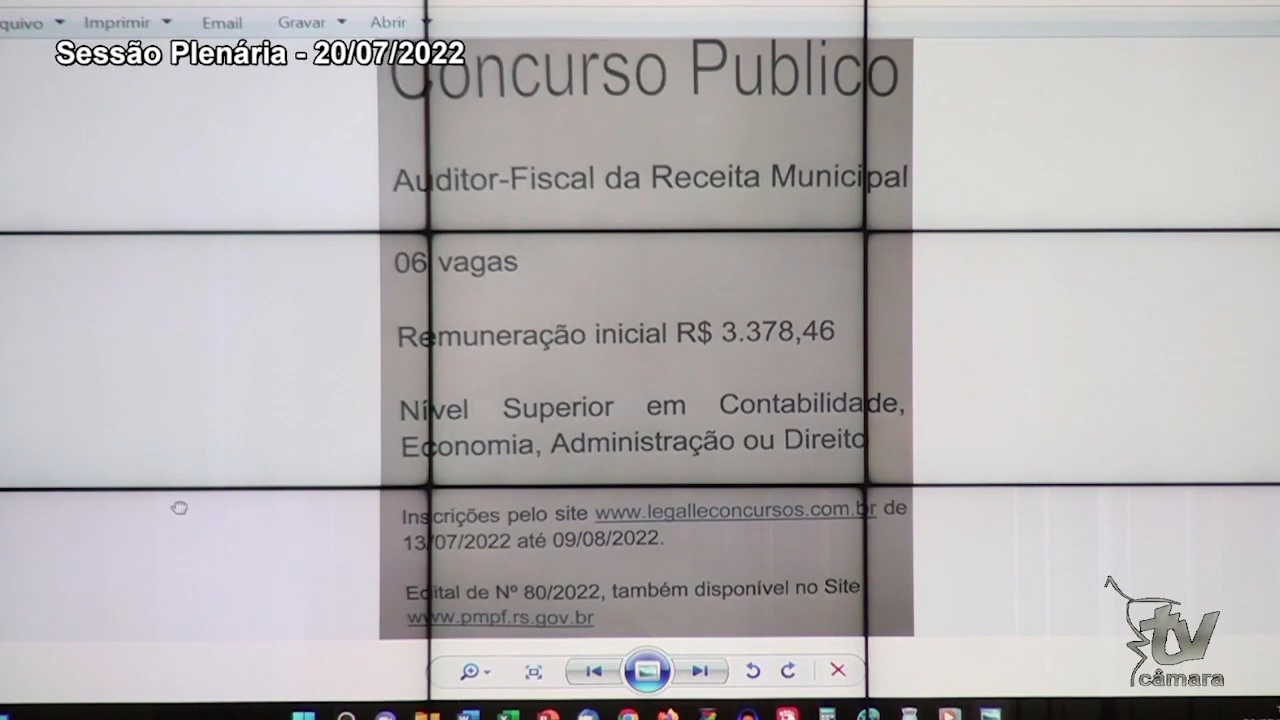 quivo Imprimir Email Gravar Abrir
Sessão Plenária - 20/07/2022
Concurso Publico
Auditor-Fiscal da Receita Municipal
06 vagas
Remuneração inicial R$ 3.378,46
Nível Superior em Contabilidade,
Economia, Administração ou Direito
Inscrições pelo site www.legalleconcursos.com.br de
13/07/2022 até 09/08/2022.
Edital de Nº 80/2022, também disponível no Site
www.pmpf.rs.gov.br
tv
câmara